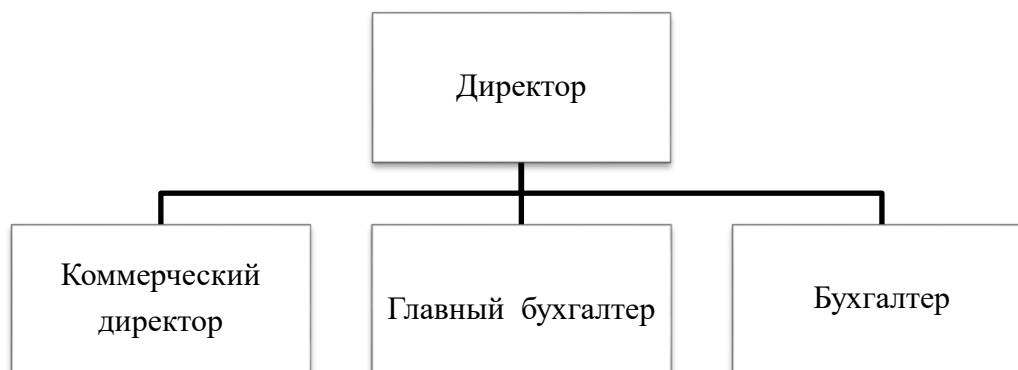 Директор
Коммерческий
директор
Главный бухгалтер
Бухгалтер